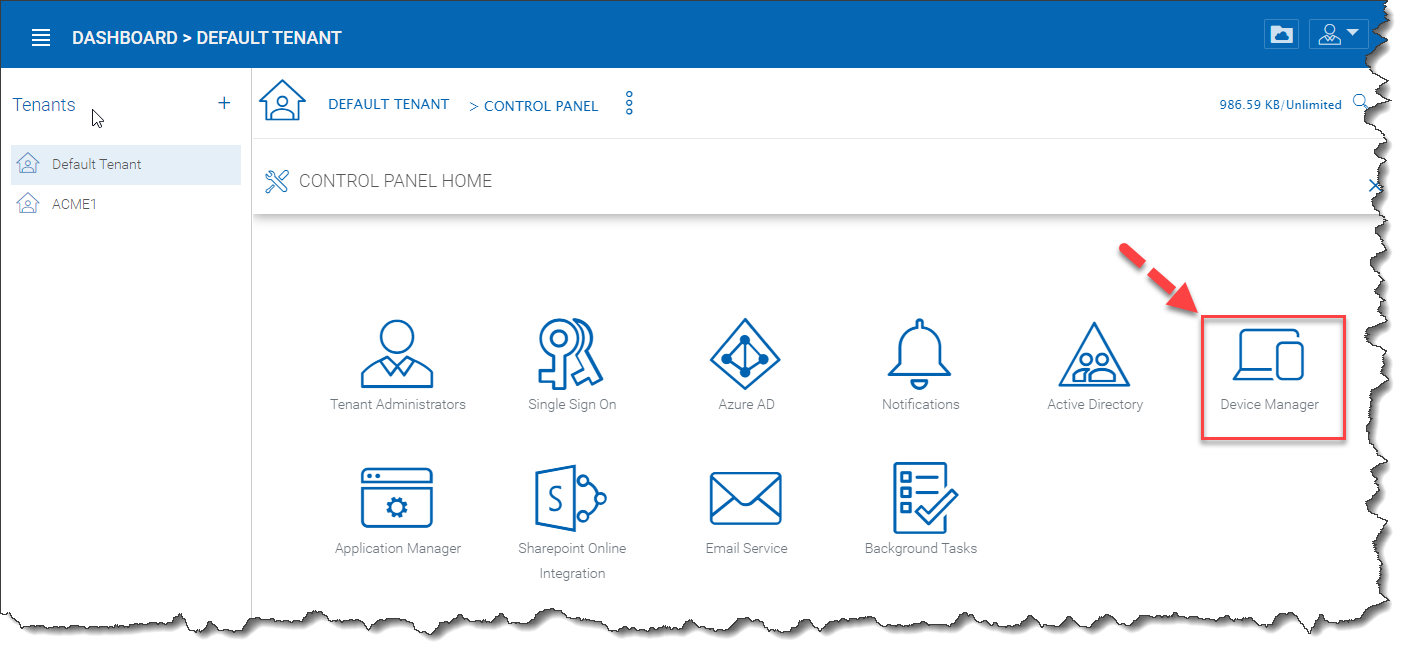 DASHBOARD > DEFAULT TENANT
Tenants
+
DEFAULT TENANT > CONTROL PANEL
986.59 KB/Unlimited
Default Tenant
ACME1
CONTROL PANEL HOME
Tenant Administrators
Single Sign On
Azure AD
Notifications
Active Directory
Device Manager
Application Manager
S
Sharepoint Online
Integration
Email Service
Background Tasks